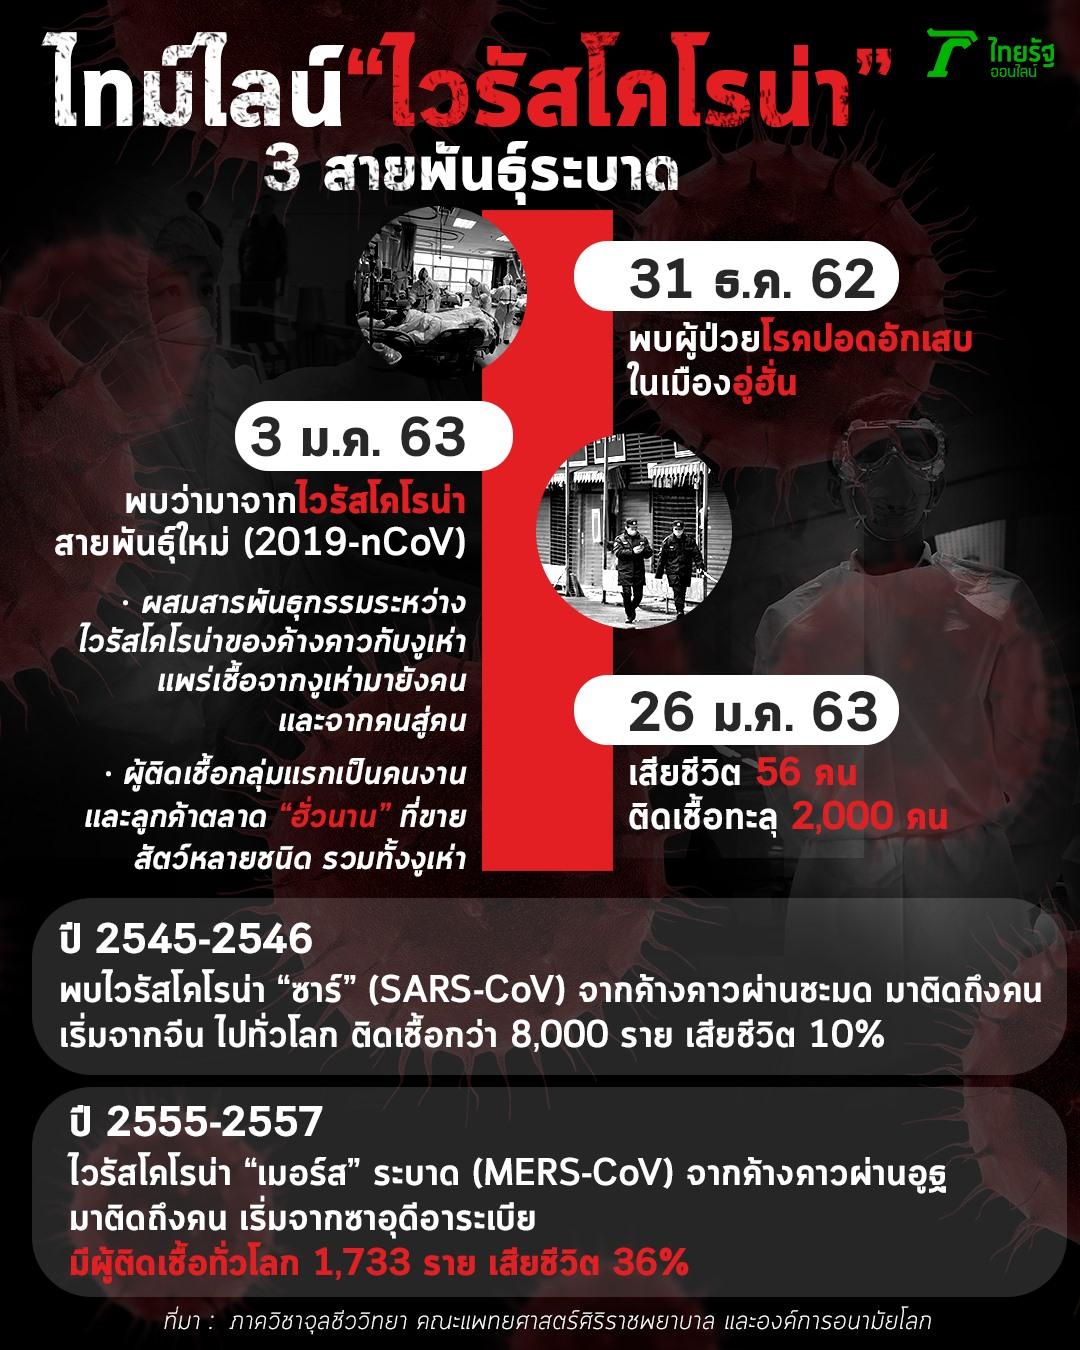 ไทม์ไลน์“ไวรัสโคโรน่า”
ไทยรัฐ
ออนไลน์
3 สายพันธุ์ระบาด
31 ธ.ค. 62
พบผู้ป่วยโรคปอดอักเสบ
ในเมืองอู่ฮั่น
3 ม.ค. 63
พบว่ามาจากไวรัสโคโรน่า
สายพันธุ์ใหม่ (2019-nCoV)
· ผสมสารพันธุกรรมระหว่าง
ไวรัสโคโรน่าของค้างคาวกับงูเห่า
แพร่เชื้อจากงูเห่ามายังคน
และจากคนสู่คน
· ผู้ติดเชื้อกลุ่มแรกเป็นคนงาน
และลูกค้าตลาด “ฮั่วนาน” ที่ขาย
สัตว์หลายชนิด รวมทั้งงูเห่า
26 ม.ค. 63
เสียชีวิต 56 คน
ติดเชื้อทะลุ 2,000 คน
ปี 2545-2546
พบไวรัสโคโรน่า “ซาร์” (SARS-CoV) จากค้างคาวผ่านชะมด มาติดถึงคน
เริ่มจากจีน ไปทั่วโลก ติดเชื้อกว่า 8,000 ราย เสียชีวิต 10%
ปี 2555-2557
ไวรัสโคโรน่า “เมอร์ส” ระบาด (MERS-CoV) จากค้างคาวผ่านอูฐ
มาติดถึงคน เริ่มจากซาอุดีอาระเบีย
มีผู้ติดเชื้อทั่วโลก 1,733 ราย เสียชีวิต 36%
ที่มา : ภาควิชาจุลชีววิทยา คณะแพทยศาสตร์ศิริราชพยาบาล และองค์การอนามัยโลก